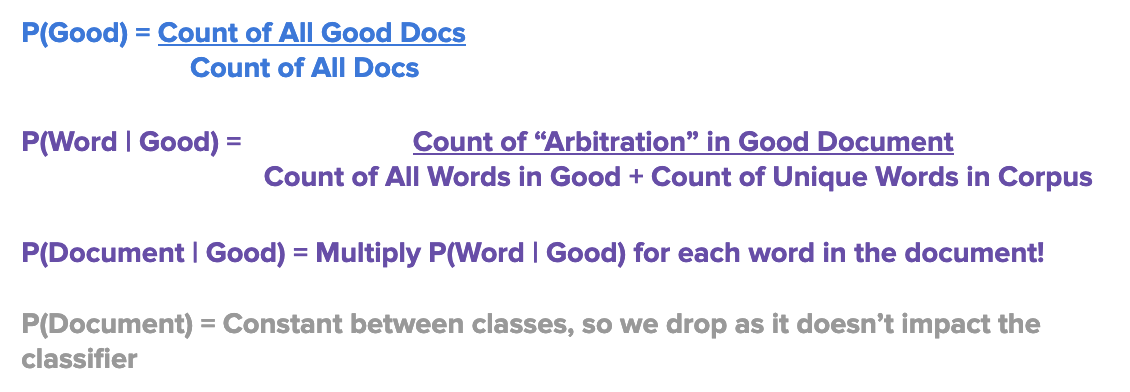 P(Good) = Count of All Good Docs
Count of All Docs
P(Word | Good) = Count of “Arbitration” in Good Document
Count of All Words in Good + Count of Unique Words in Corpus
P(Document | Good) = Multiply P(Word | Good) for each word in the document!
P(Document) = Constant between classes, so we drop as it doesn’t impact the
classifier